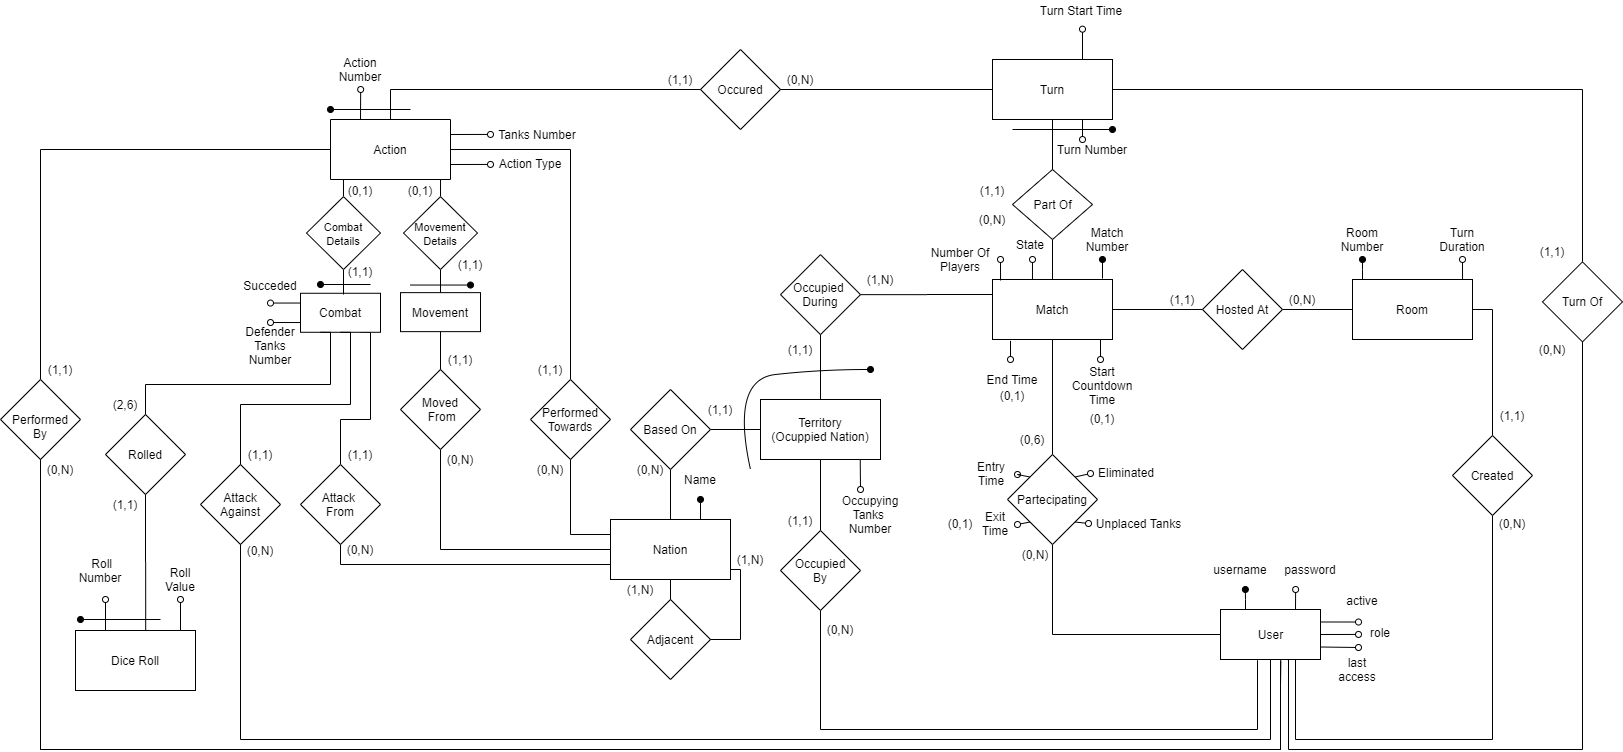 Turn Start Time
Action
Number
(1,1)
Occured
(0,N)
Turn
Tanks Number
Action
Action Type
Turn Number
(0,1)
(0,1)
(1,1)
Part Of
(0,N)
Combat
Details
Movement
Details
(1,1)
(1,1)
Number Of
Players
State
Match
Number
Room
Number
Turn
Duration
(1,1)
Succeded
Combat
Defender
Tanks
Number
Movement
Occupied
During
(1,N)
Match
(1,1)
Hosted At
(0,N)
Room
Turn Of
(0,N)
(1,1)
(1,1)
(1,1)
(1,1)
End Time
(0,1)
Start
Countdown
Time
(0,1)
(2,6)
Performed
By
Moved
From
Performed
Towards
Based On
(1,1)
Territory
(Ocuppied Nation)
(1,1)
Rolled
(0,N)
(1,1)
(1,1)
(0,N)
(0,N)
(0,N)
(0,6)
Entry
Time
Eliminated
Partecipating
Created
(1,1)
Attack
Against
Attack
From
Name
Occupying
Tanks
Number
(0,1)
Exit
Time
Unplaced Tanks
(1,1)
(0,N)
(0,N)
(0,N)
Nation
(1,N)
(0,N)
Roll
Number
Roll
Value
(1,N)
Occupied
By
username
password
active
Adjacent
(0,N)
User
role
Dice Roll
last
access